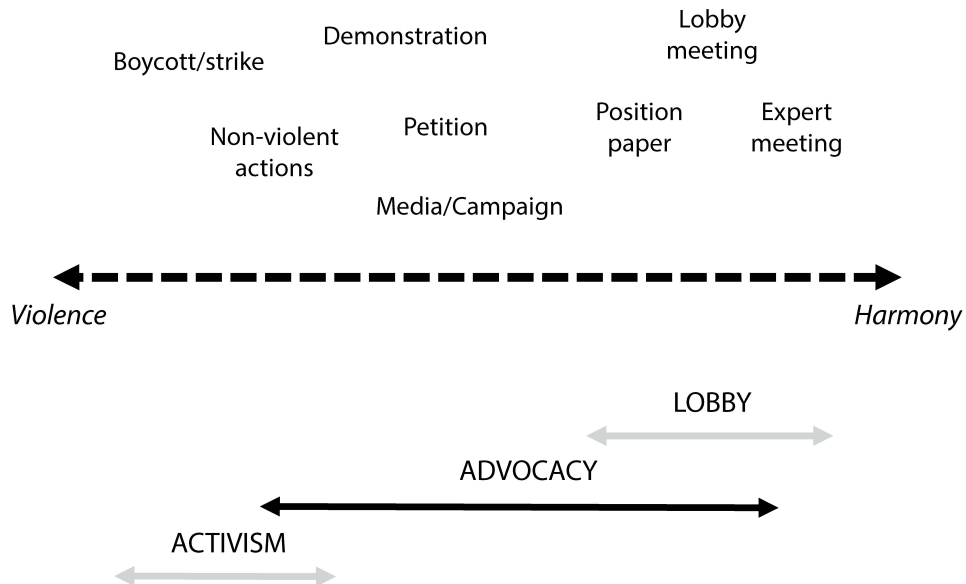 Demonstration
Lobby
meeting
Boycott/strike
Non-violent
actions
Petition
Position
paper
Expert
meeting
Media/Campaign
Violence
Harmony
LOBBY
ADVOCACY
ACTIVISM